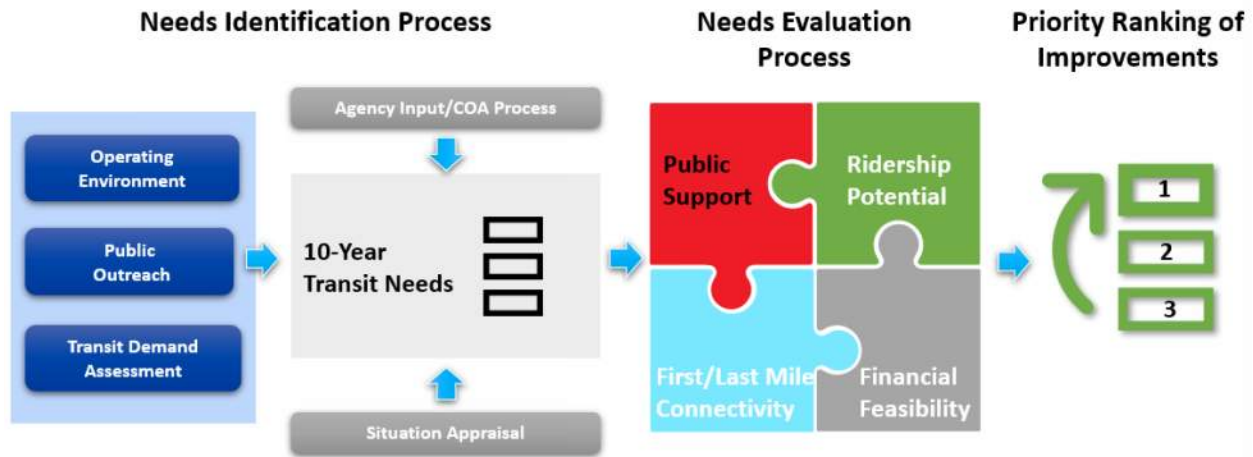 Needs Identification Process
Needs Evaluation
Process
Priority Ranking of
Improvements
Operating
Environment
Public
Outreach
Transit Demand
Assessment
Agency Input/COA Process
10-Year
Transit Needs
Situation Appraisal
Public
Support
Ridership
Potential
First/Last Mile
Connectivity
Financial
Feasibility
1
2
3